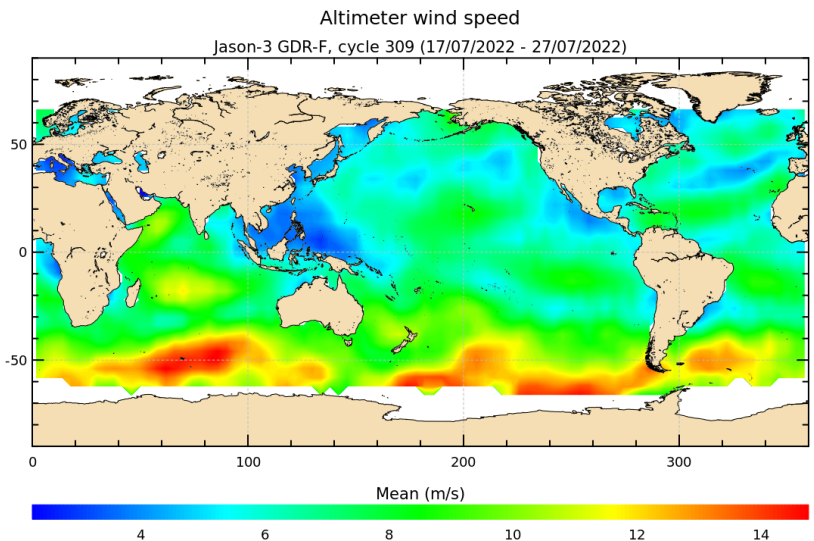 Altimeter wind speed
Jason-3 GDR-F, cycle 309 (17/07/2022 - 27/07/2022)
50
0
-50
0 100 200 300
Mean (m/s)
4 6 8 10 12 14